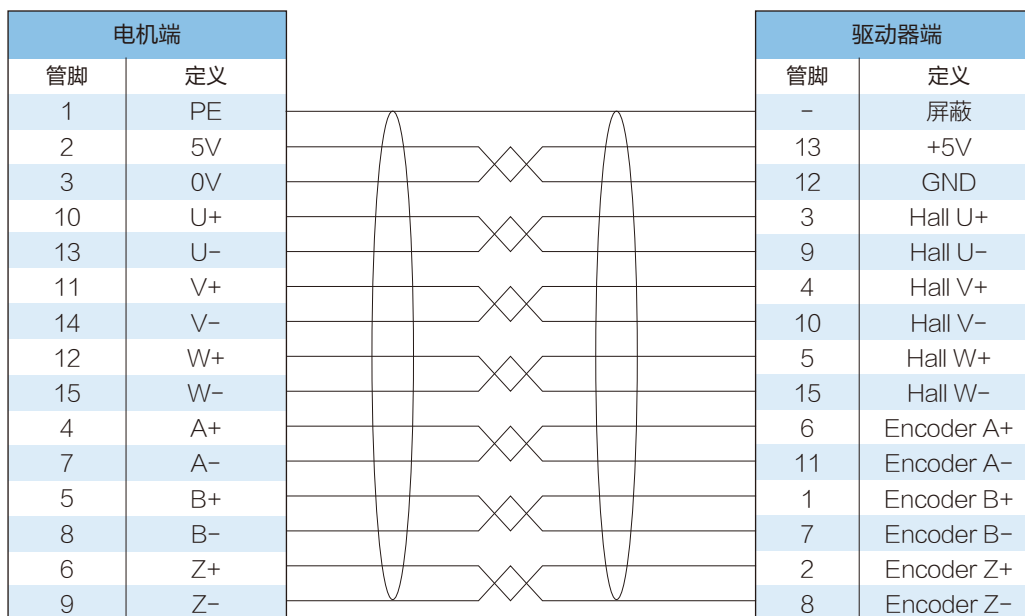 电机端 驱动器端
管脚 定义 管脚 定义
1 PE - 屏蔽
2 5V 13 +5V
3 0V 12 GND
10 U+ 3 Hall U+
13 U- 9 Hall U-
11 V+ 4 Hall V+
14 V- 10 Hall V-
12 W+ 5 Hall W+
15 W- 15 Hall W-
4 A+ 6 Encoder A+
7 A- 11 Encoder A-
5 B+ 1 Encoder B+
8 B- 7 Encoder B-
6 Z+ 2 Encoder Z+
9 Z- 8 Encoder Z-